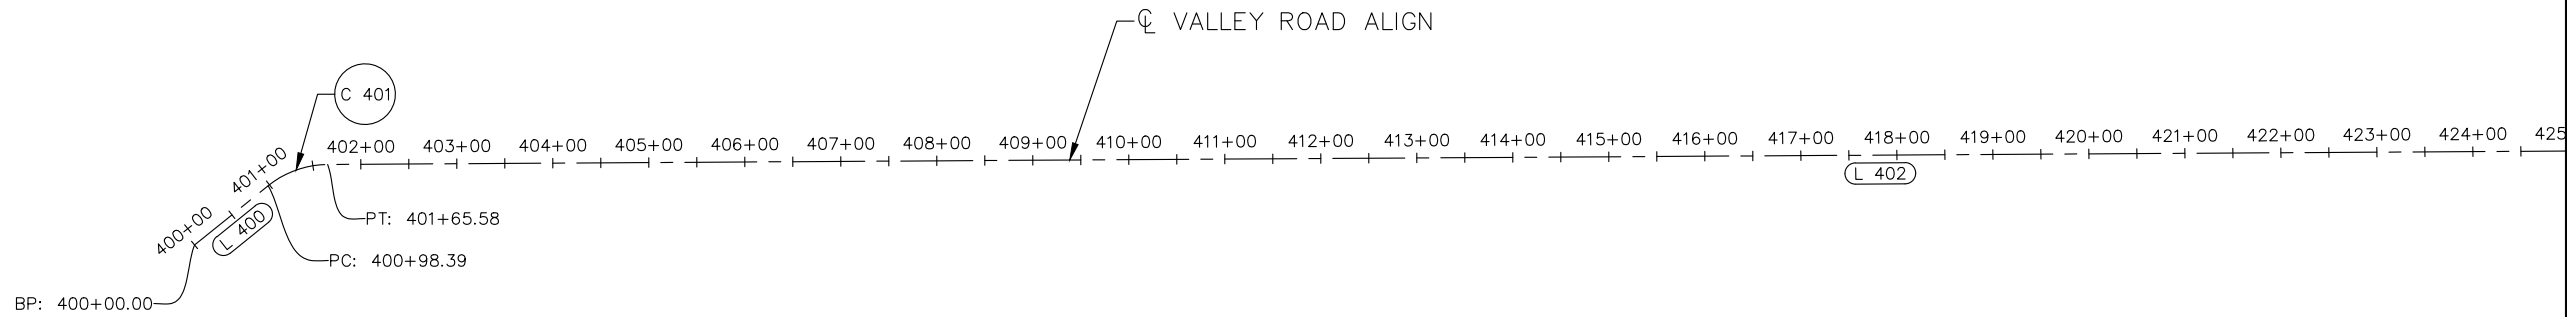 ℄ VALLEY ROAD ALIGN
C 401
400+00
401+00
402+00 403+00 404+00 405+00 406+00 407+00 408+00 409+00 410+00 411+00 412+00 413+00 414+00 415+00 416+00 417+00 418+00 419+00 420+00 421+00 422+00 423+00 424+00 425
L 400
L 402
PT: 401+65.58
PC: 400+98.39
BP: 400+00.00